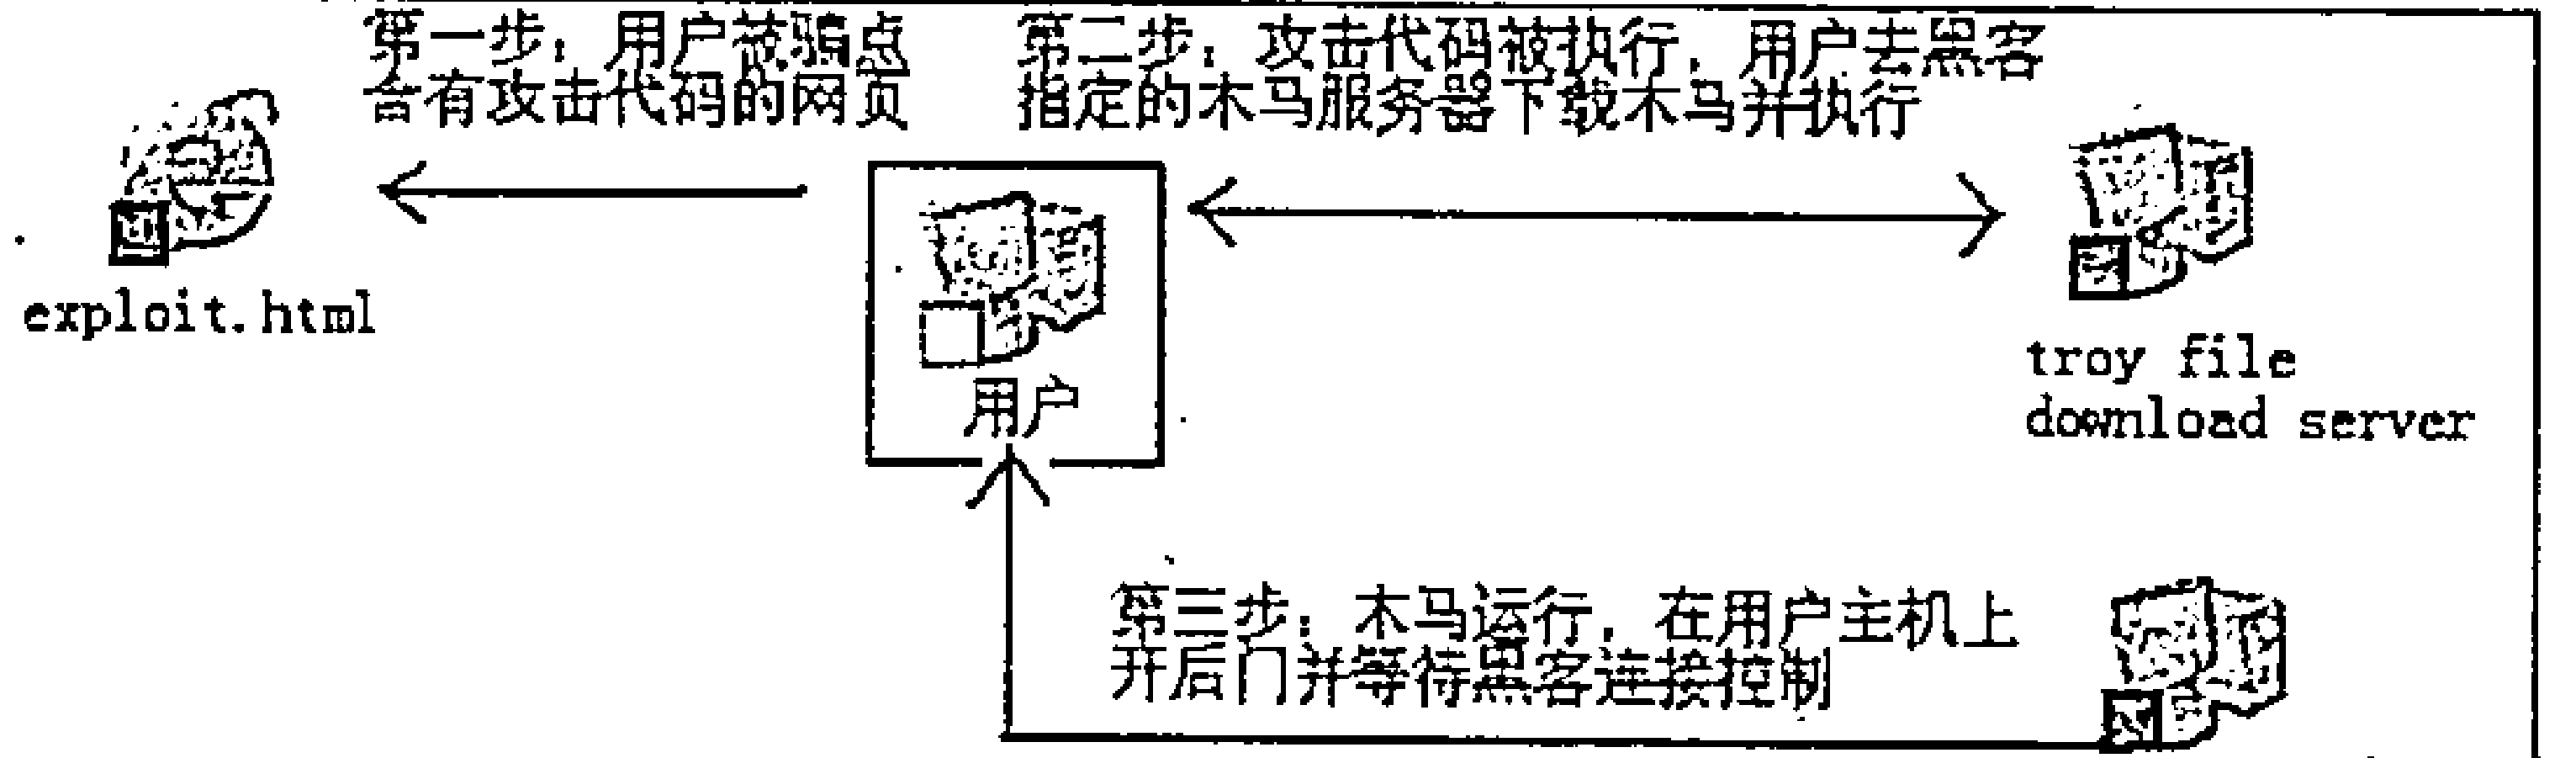 第一步：用户被骗点
含有攻击代码的网页
第二步：攻击代码被执行，用户去黑客
指定的木马服务器下载木马并执行
exploit.html
用户
troy file
download server
第三步：木马运行，在用户主机上
开后门并等待黑客连接控制